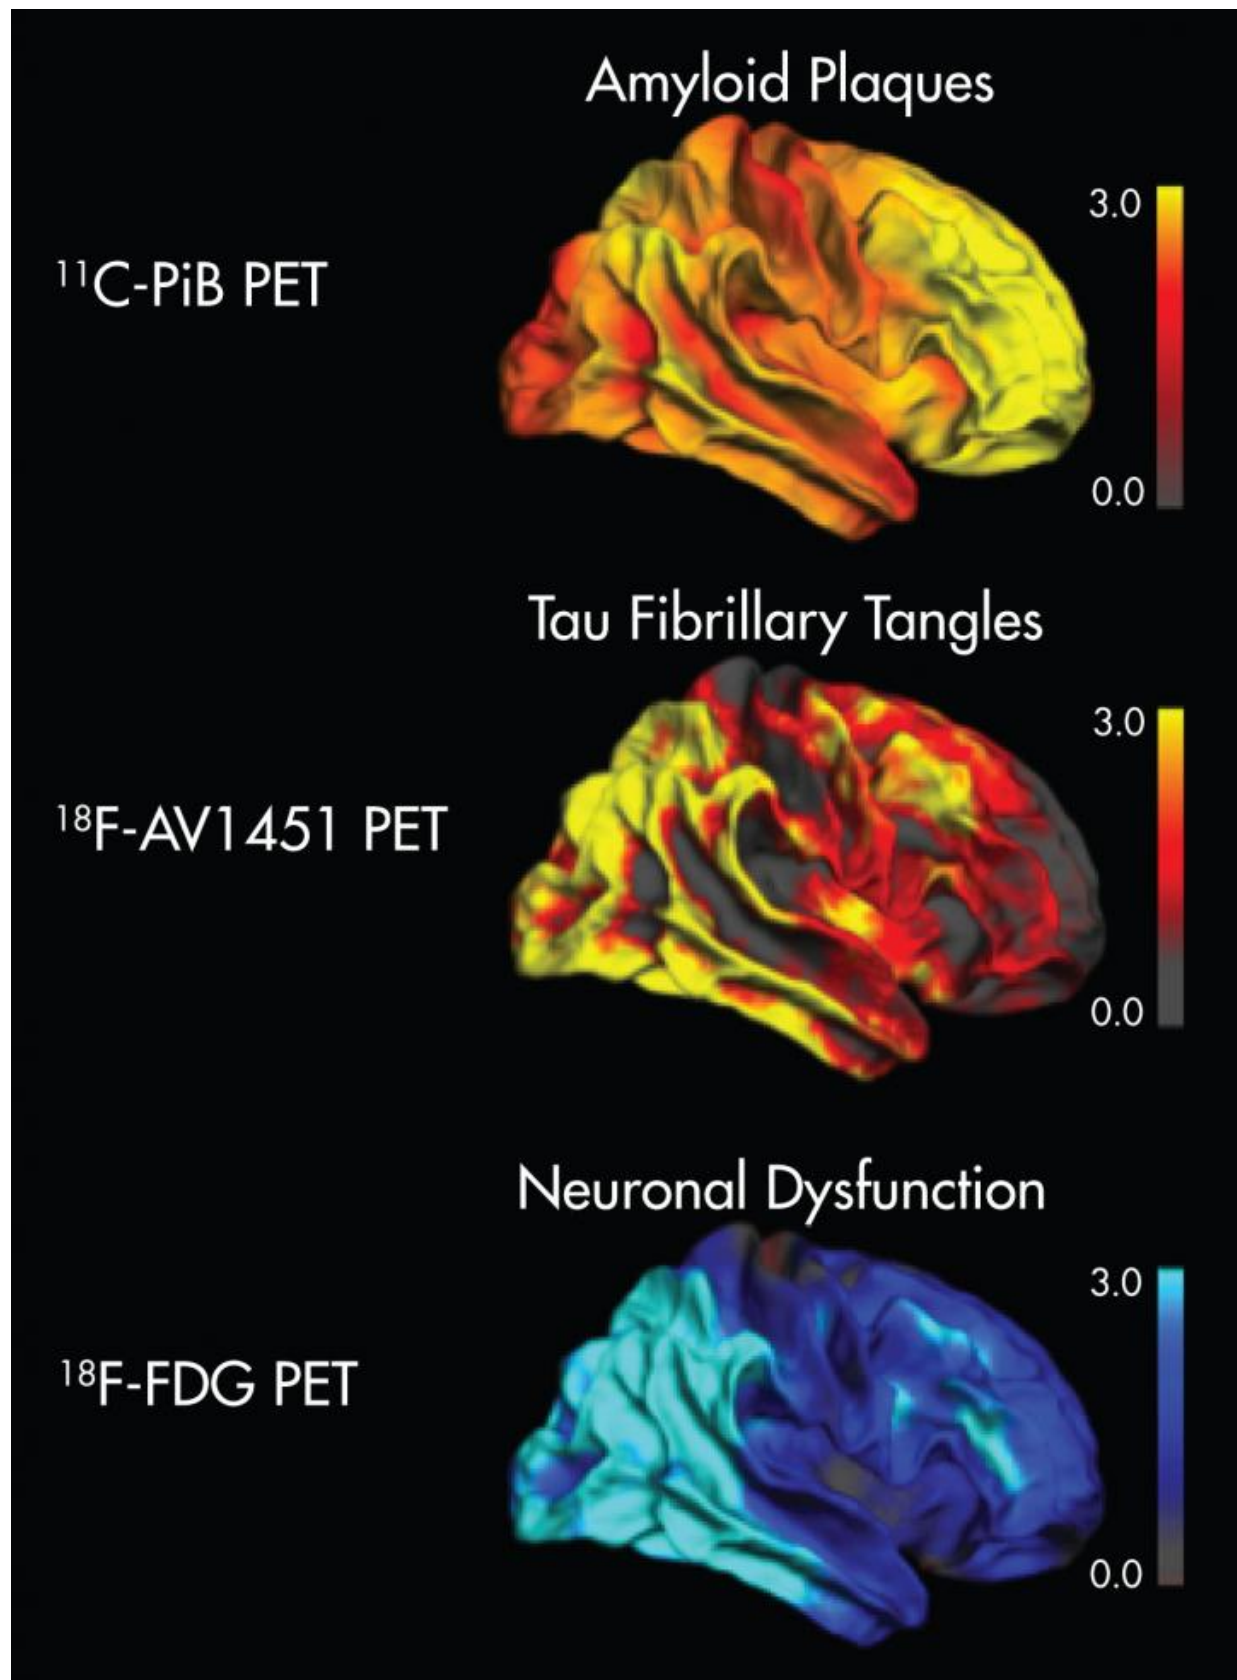 Amyloid Plaques
3.0
¹¹C-PiB PET
0.0
Tau Fibrillary Tangles
3.0
¹⁸F-AV1451 PET
0.0
Neuronal Dysfunction
3.0
¹⁸F-FDG PET
0.0